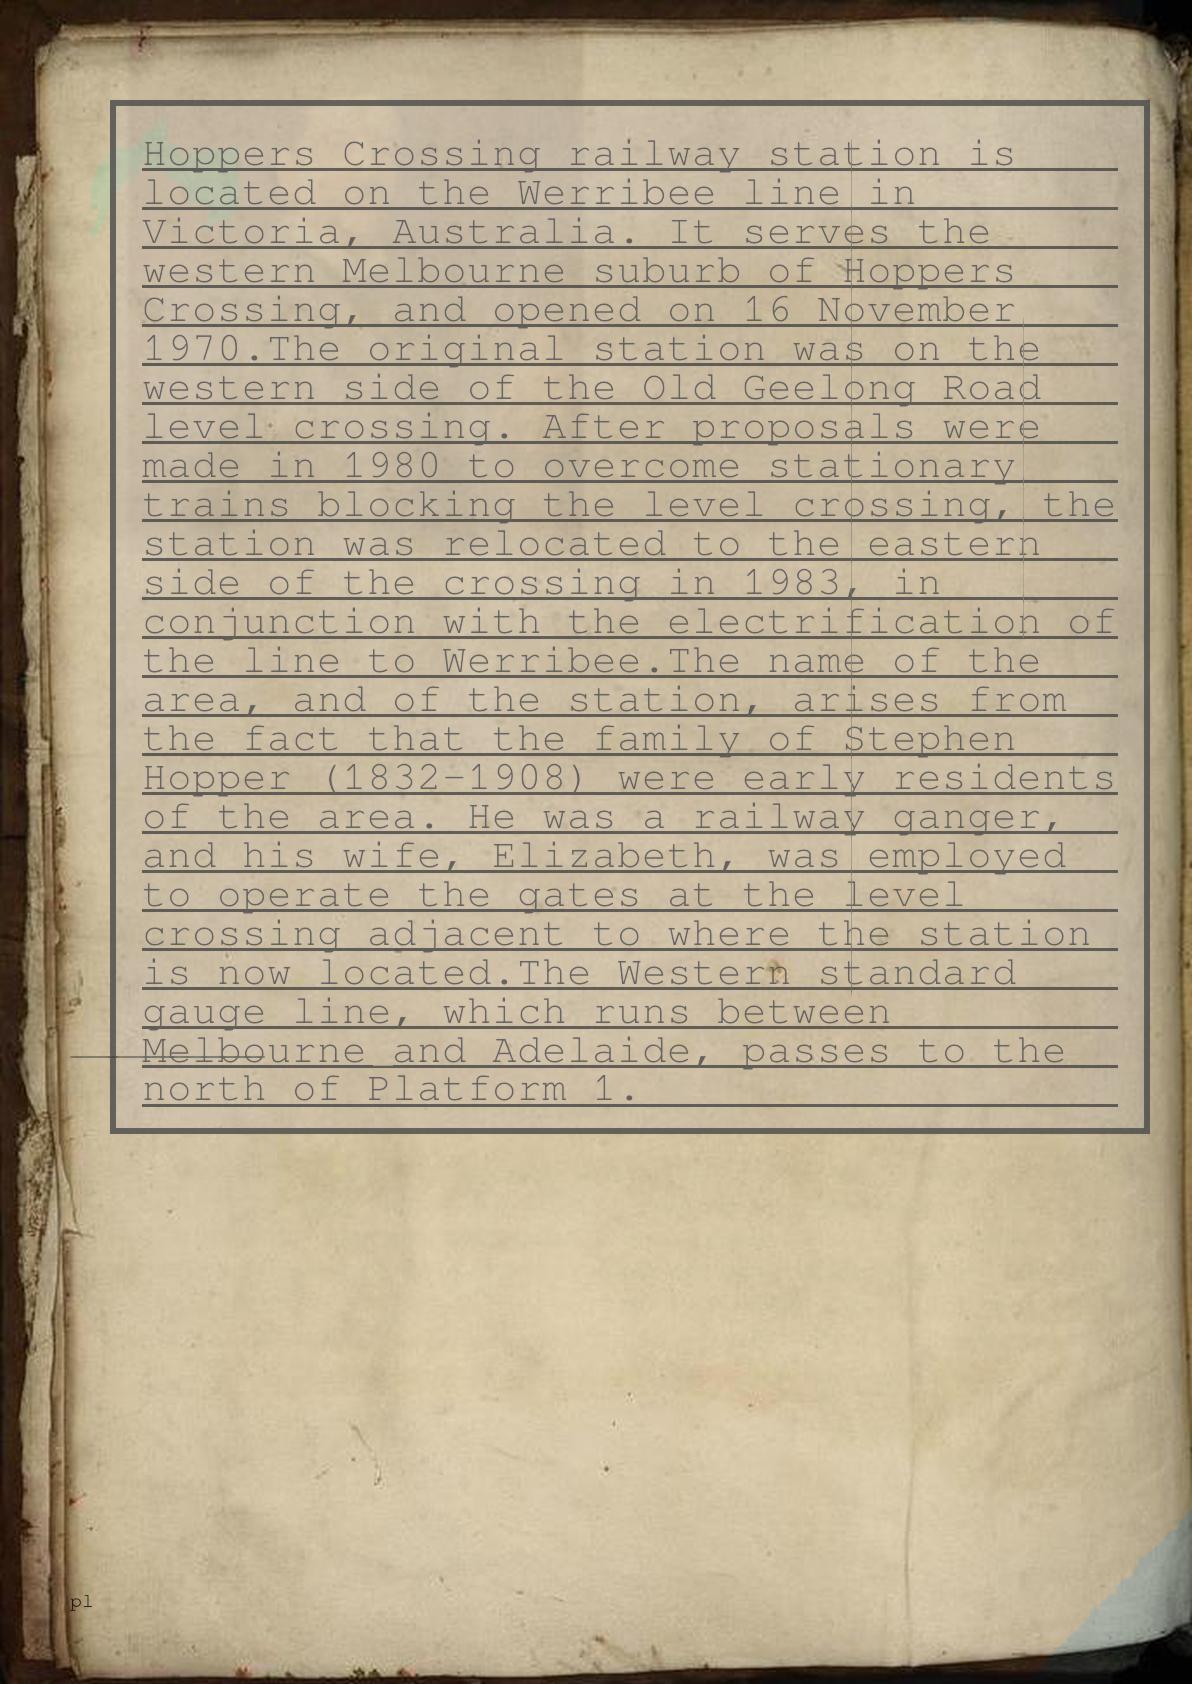 Hoppers Crossing railway station is
located on the Werribee line in
Victoria, Australia. It serves the
western Melbourne suburb of Hoppers
Crossing, and opened on 16 November
1970.The original station was on the
western side of the Old Geelong Road
level crossing. After proposals were
made in 1980 to overcome stationary
trains blocking the level crossing, the
station was relocated to the eastern
side of the crossing in 1983, in
conjunction with the electrification of
the line to Werribee.The name of the
area, and of the station, arises from
the fact that the family of Stephen
Hopper (1832–1908) were early residents
of the area. He was a railway ganger,
and his wife, Elizabeth, was employed
to operate the gates at the level
crossing adjacent to where the station
is now located.The Western standard
gauge line, which runs between
Melbourne and Adelaide, passes to the
north of Platform 1.
p1